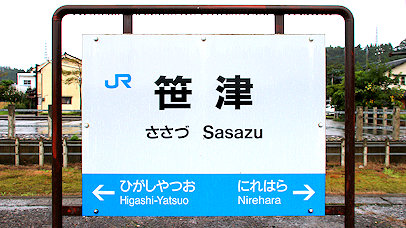 JR
笹津
ささづ Sasazu
← ひがしやつお にれはら →
Higashi-Yatsuo Nirehara